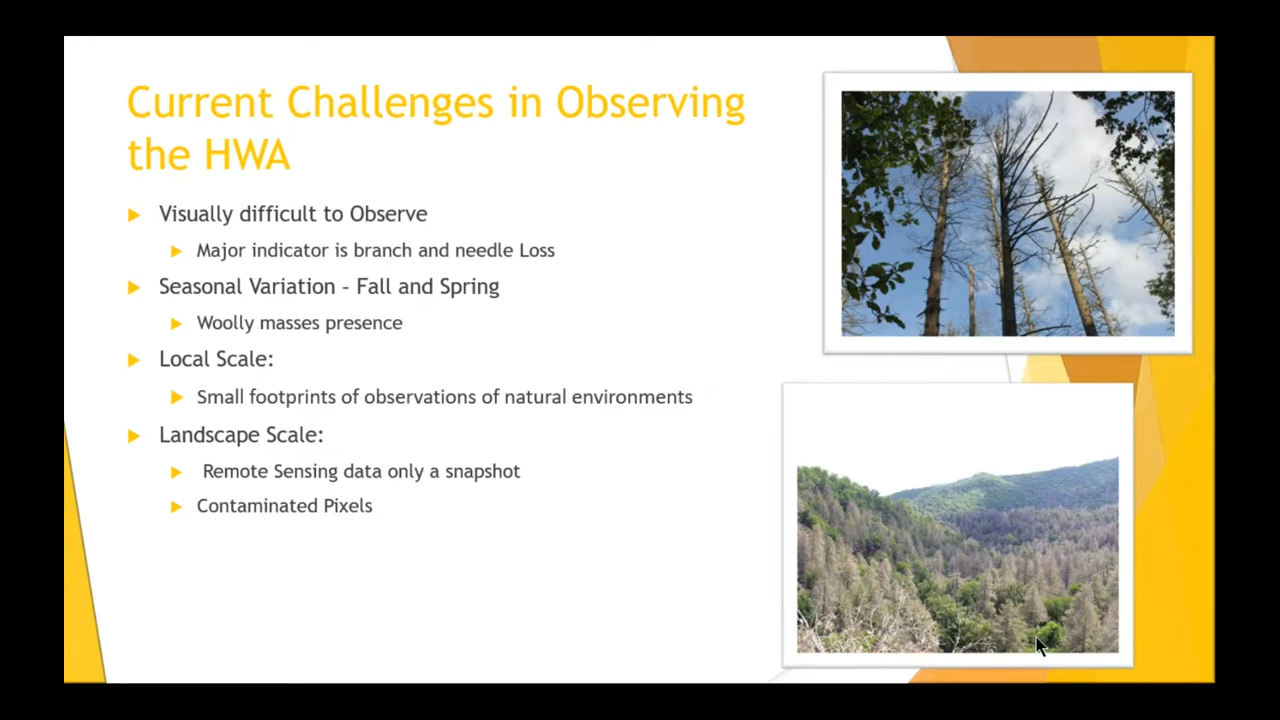 Current Challenges in Observing
the HWA
Visually difficult to Observe
Major indicator is branch and needle Loss
Seasonal Variation – Fall and Spring
Woolly masses presence
Local Scale:
Small footprints of observations of natural environments
Landscape Scale:
Remote Sensing data only a snapshot
Contaminated Pixels